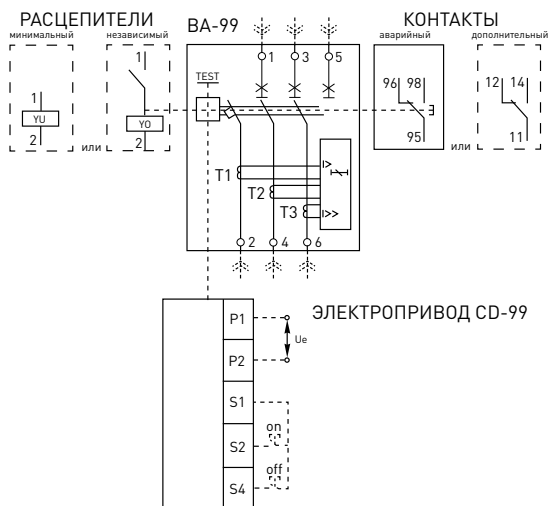 РАСЦЕПИТЕЛИ
минимальный
независимый
ВА-99
КОНТАКТЫ
аварийный
дополнительный
1
YU
2
или
1
YO
2
TEST
1
3
5
T1
T2
T3
I>
I>>
2
4
6
96
98
95
или
12
14
11
ЭЛЕКТРОПРИВОД CD-99
P1
P2
Ue
S1
S2
on
S4
off